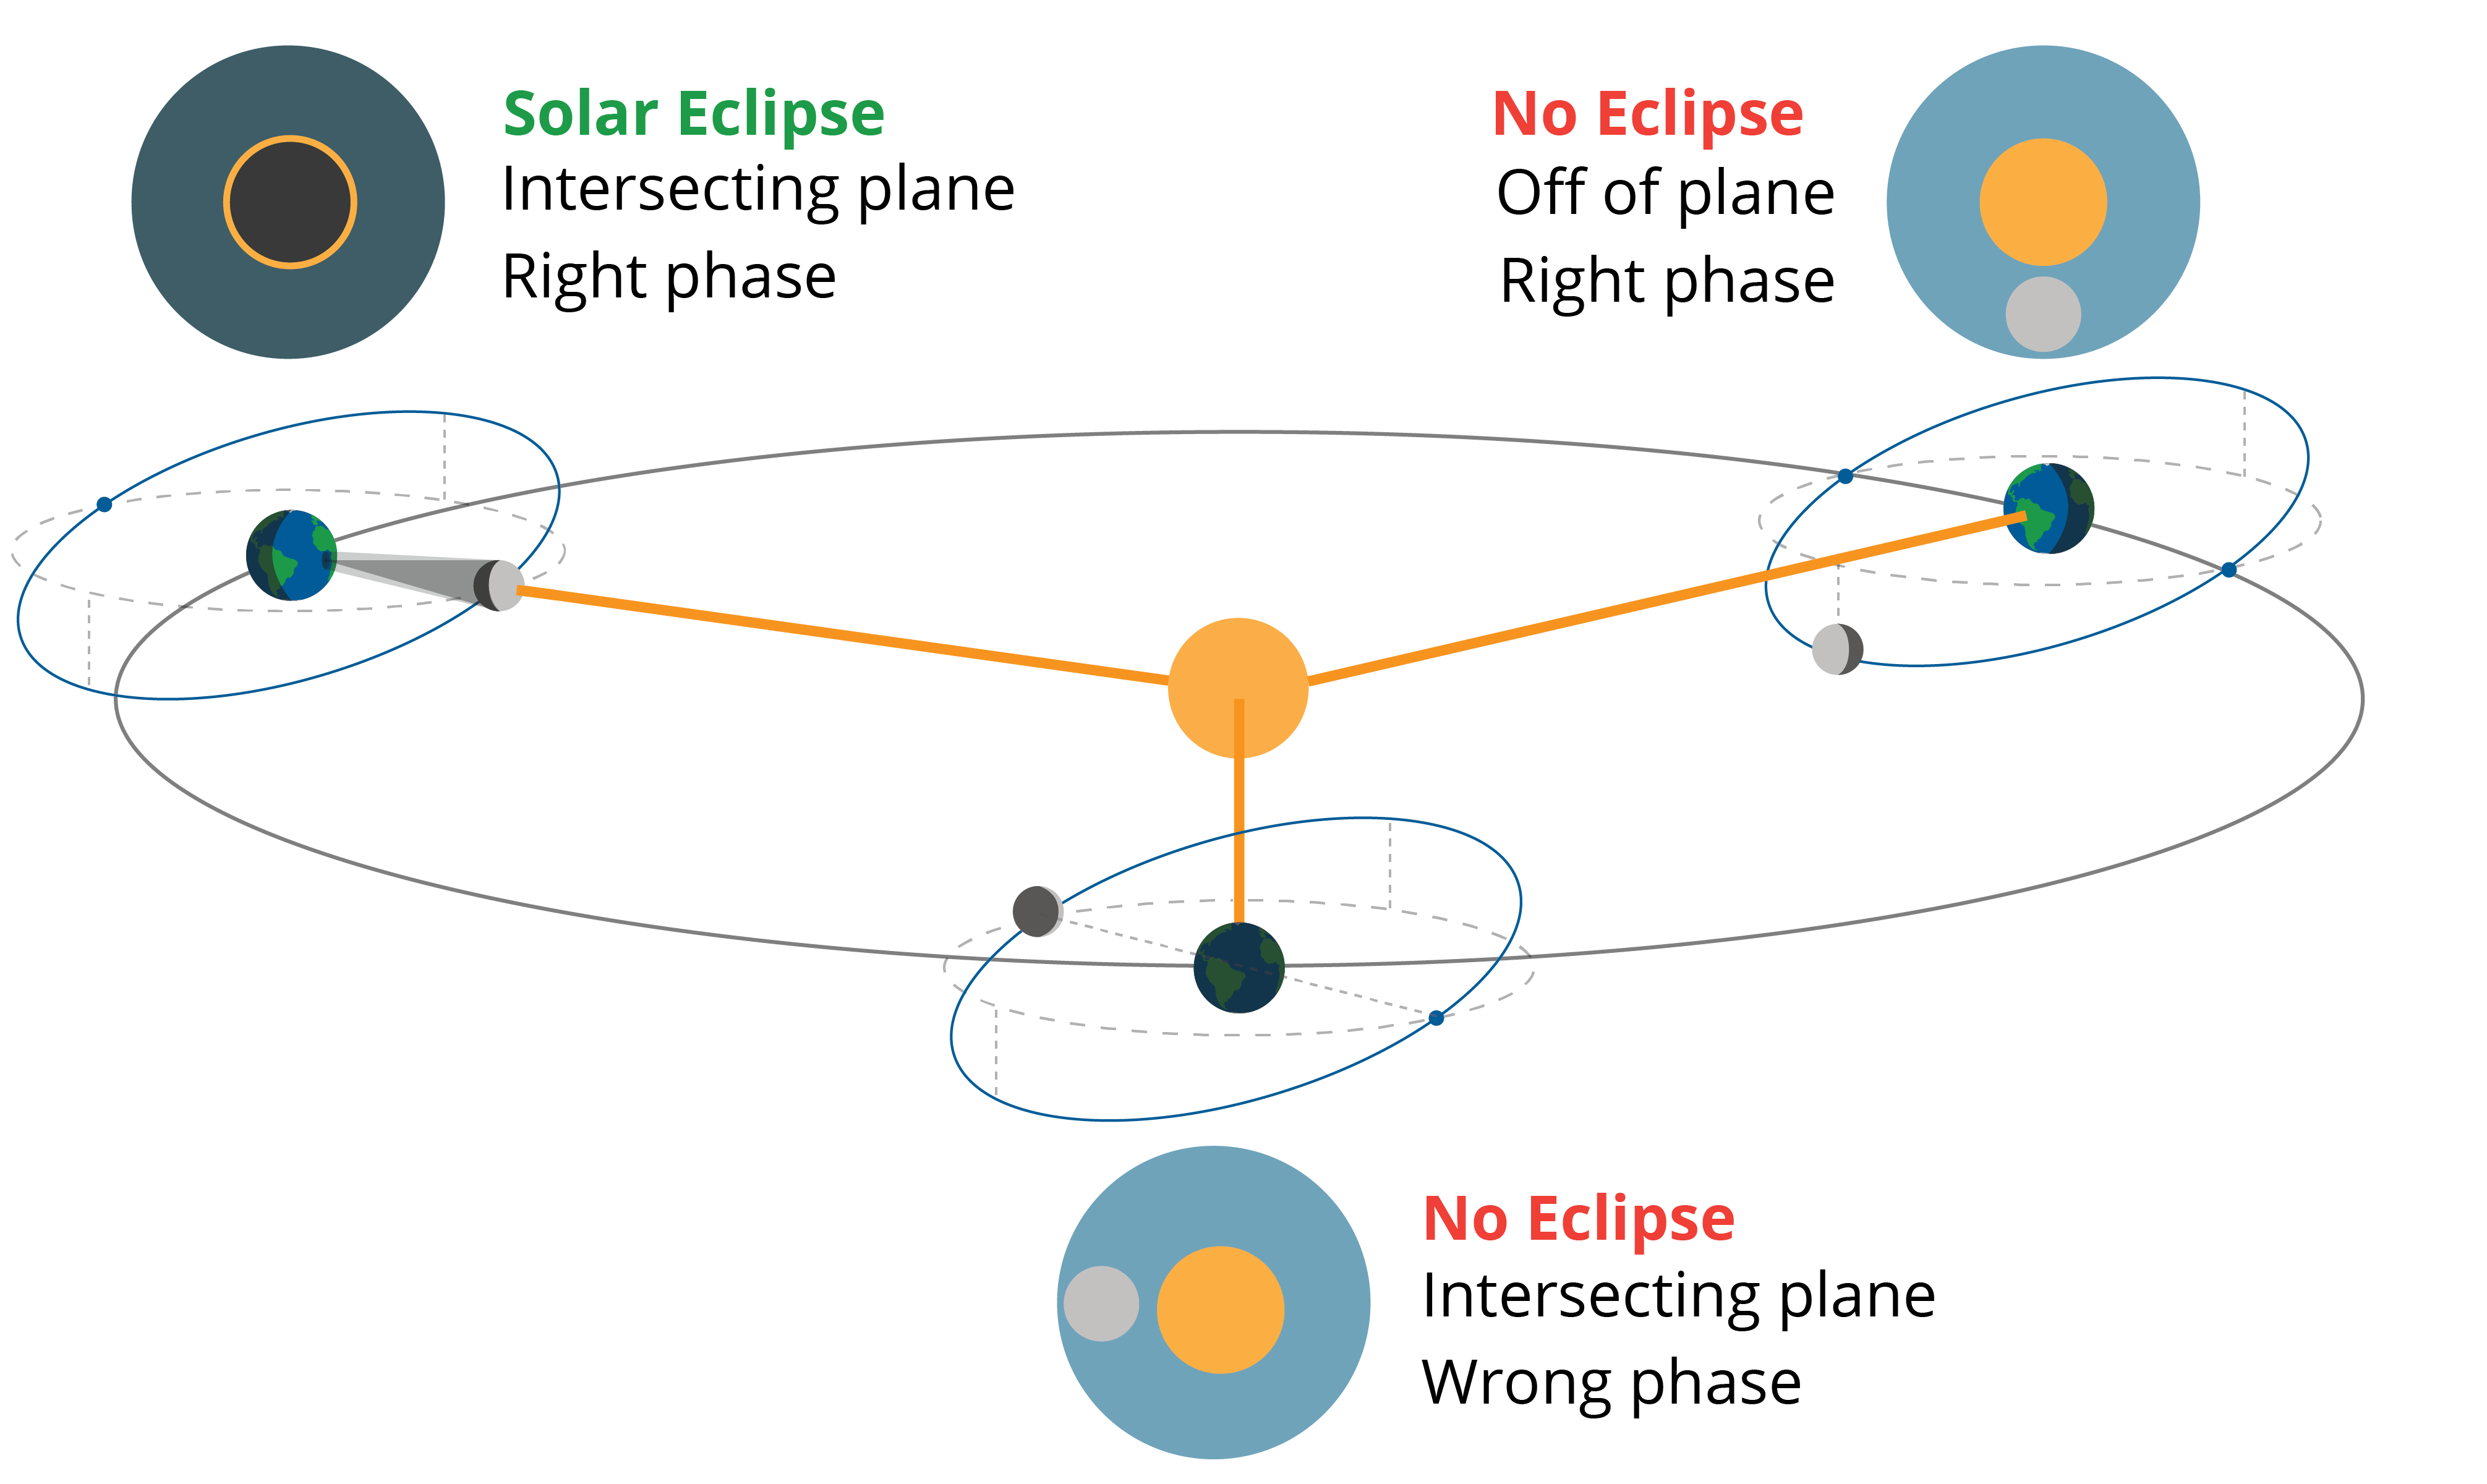 Solar Eclipse
Intersecting plane
Right phase
No Eclipse
Off of plane
Right phase
No Eclipse
Intersecting plane
Wrong phase